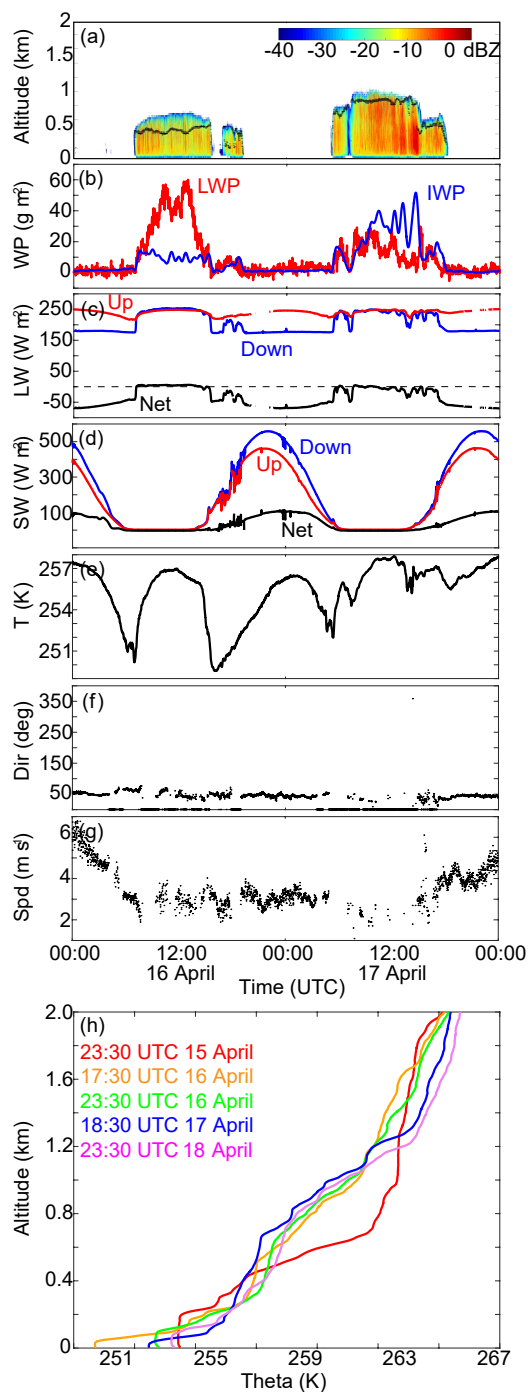 (a)
-40 -30 -20 -10 0 dBZ
Altitude (km)
2
1.5
1
0.5
0
(b)
LWP
IWP
WP (g m²)
60
40
20
0
(c)
Up
Down
Net
LW (W m²)
250
150
50
-50
(d)
Down
Up
Net
SW (W m²)
500
300
100
(e)
T (K)
257
254
251
(f)
Dir (deg)
350
250
150
50
(g)
Spd (m s)
6
4
2
00:00 12:00 00:00 12:00 00:00
16 April 17 April
Time (UTC)
(h)
23:30 UTC 15 April
17:30 UTC 16 April
23:30 UTC 16 April
18:30 UTC 17 April
23:30 UTC 18 April
Altitude (km)
2.0
1.6
1.2
0.8
0.4
0
251 255 259 263 267
Theta (K)